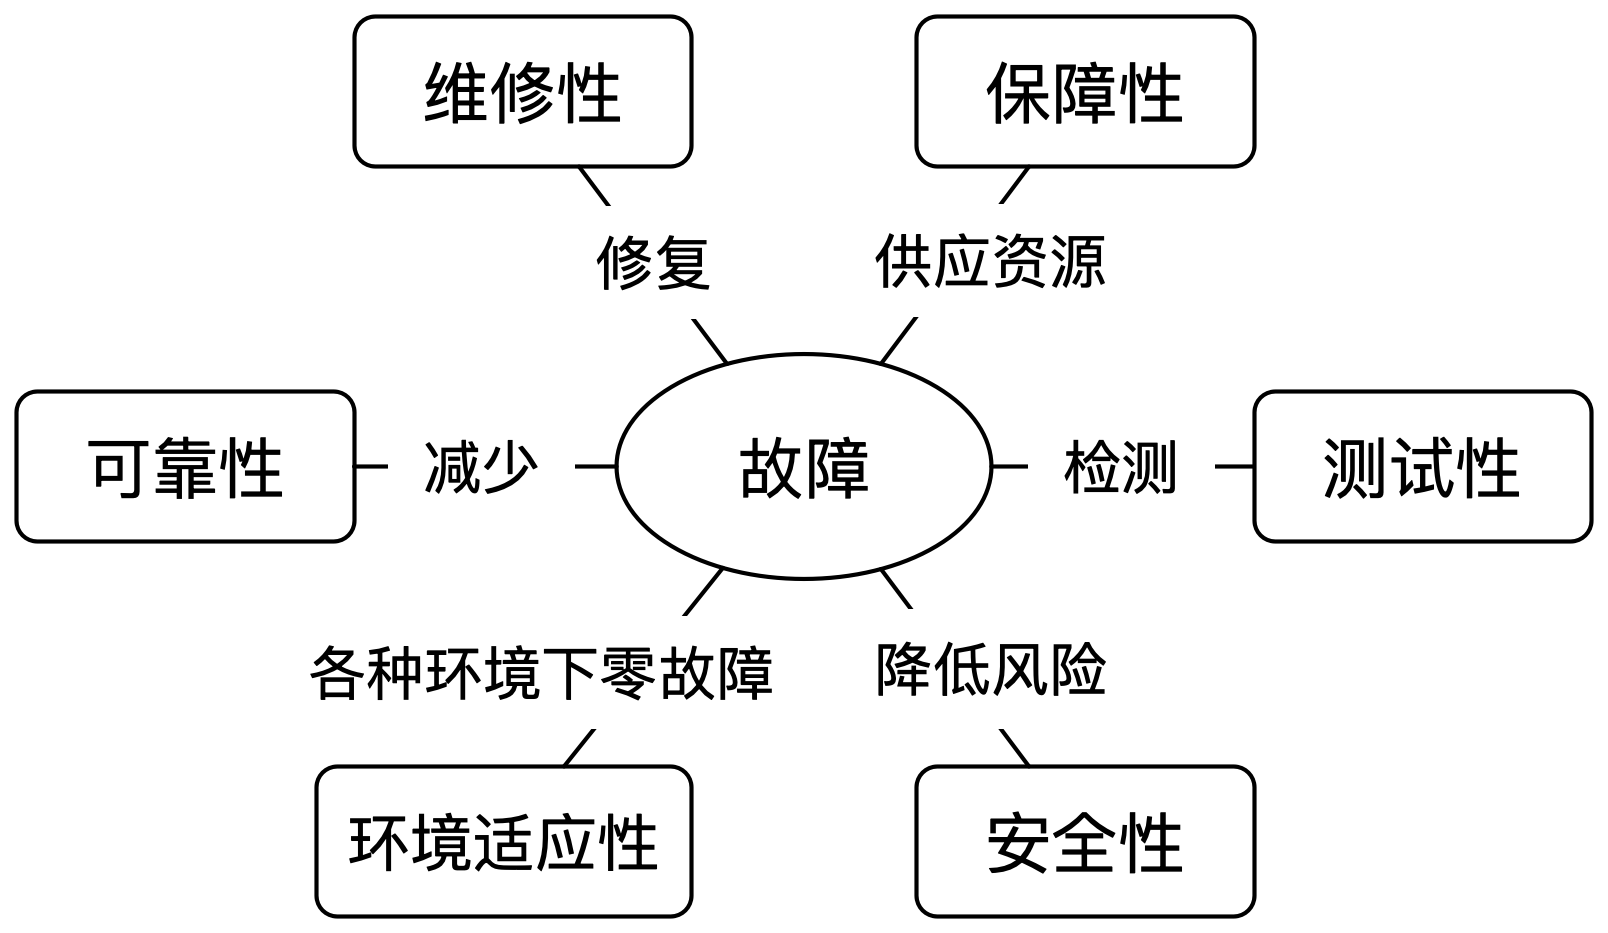 维修性
保障性
修复
供应资源
可靠性
减少
故障
检测
测试性
各种环境下零故障
降低风险
环境适应性
安全性